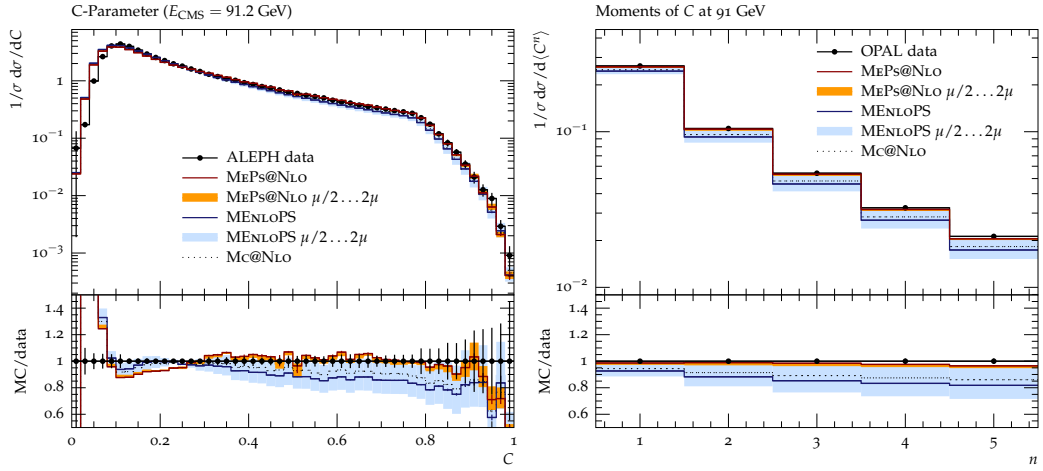 C-Parameter (E_CMS = 91.2 GeV)
1/σ dσ/dC
1
10⁻¹
10⁻²
10⁻³
ALEPH data
MEPS@NLO
MEPS@NLO μ/2...2μ
MENLOPS
MENLOPS μ/2...2μ
MC@NLO
MC/data
1.4
1.2
1
0.8
0.6
0
0.2
0.4
0.6
0.8
1
C
Moments of C at 91 GeV
1/σ dσ/d⟨Cⁿ⟩
10⁻¹
10⁻²
OPAL data
MEPS@NLO
MEPS@NLO μ/2...2μ
MENLOPS
MENLOPS μ/2...2μ
MC@NLO
MC/data
1.4
1.2
1
0.8
0.6
1
2
3
4
5
n